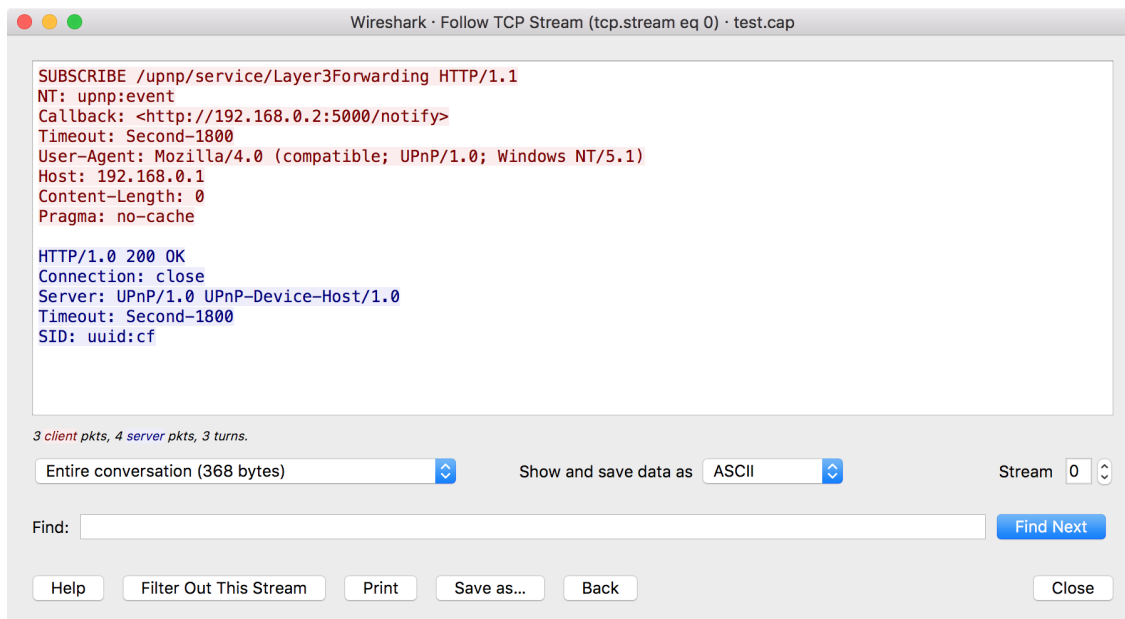 Wireshark · Follow TCP Stream (tcp.stream eq 0) · test.cap
SUBSCRIBE /upnp/service/Layer3Forwarding HTTP/1.1
NT: upnp:event
Callback: <http://192.168.0.2:5000/notify>
Timeout: Second-1800
User-Agent: Mozilla/4.0 (compatible; UPnP/1.0; Windows NT/5.1)
Host: 192.168.0.1
Content-Length: 0
Pragma: no-cache
HTTP/1.0 200 OK
Connection: close
Server: UPnP/1.0 UPnP-Device-Host/1.0
Timeout: Second-1800
SID: uuid:cf
3 client pkts, 4 server pkts, 3 turns.
Entire conversation (368 bytes) Show and save data as ASCII Stream 0
Find: Find Next
Help Filter Out This Stream Print Save as... Back Close